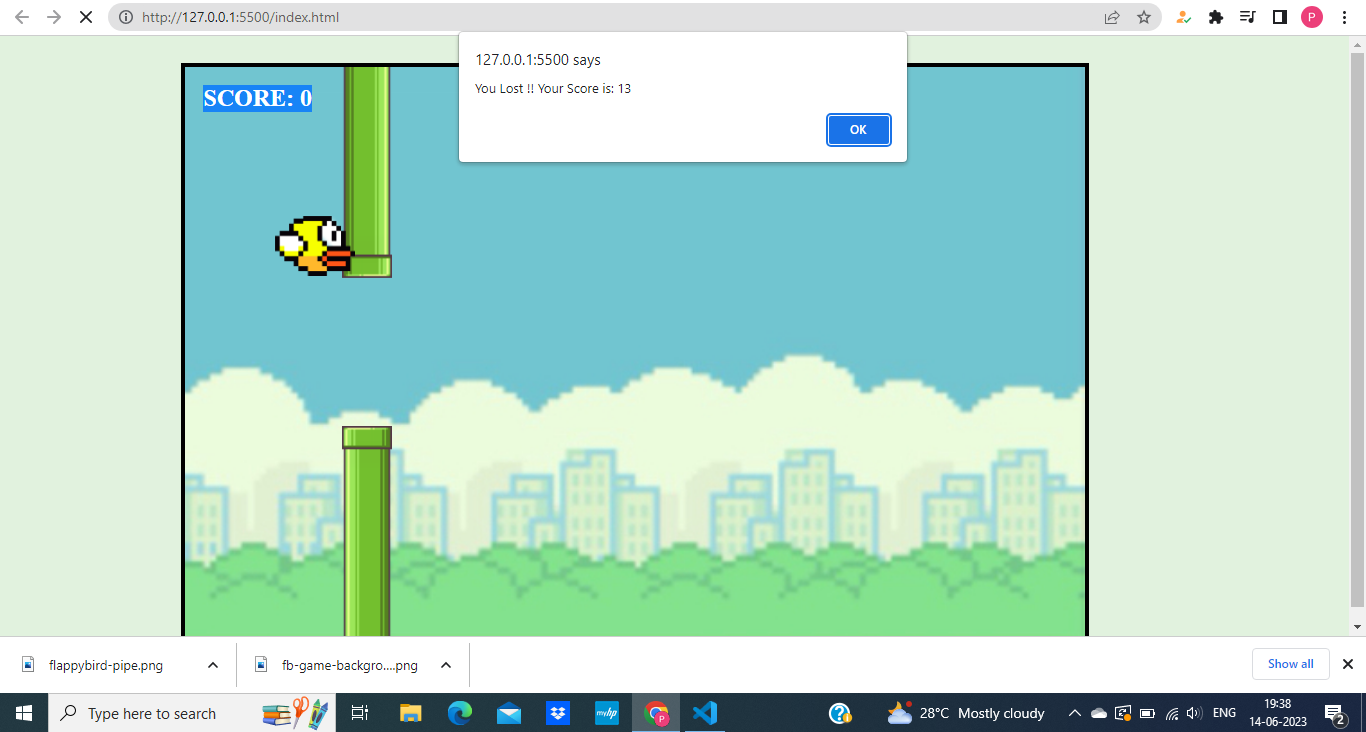 http://127.0.0.1:5500/index.html
P
127.0.0.1:5500 says
You Lost !! Your Score is: 13
OK
SCORE: 0
flappybird-pipe.png
fb-game-backgro....png
Show all
Type here to search
myhp
P
28°C Mostly cloudy
ENG
19:38
14-06-2023
2